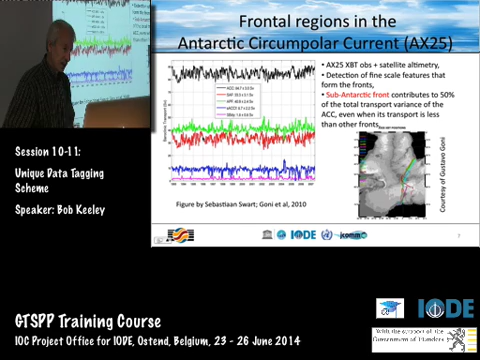 Frontal regions in the
Antarctic Circumpolar Current (AX25)
• AX25 XBT obs + satellite altimetry,
• Detection of fine scale features that
form the fronts,
• Sub-Antarctic front contributes to 50%
of the total transport variance of the
ACC, even when its transport is less
than other fronts.
Figure by Sebastiaan Swart; Goni et al, 2010
Courtesy of Gustavo Goni
IODE
jcomm
7
Session 10-11:
Unique Data Tagging
Scheme
Speaker: Bob Keeley
GTSPP Training Course
IOC Project Office for IODE, Ostend, Belgium, 23 - 26 June 2014
IODE
With the support of the
Government of Flanders